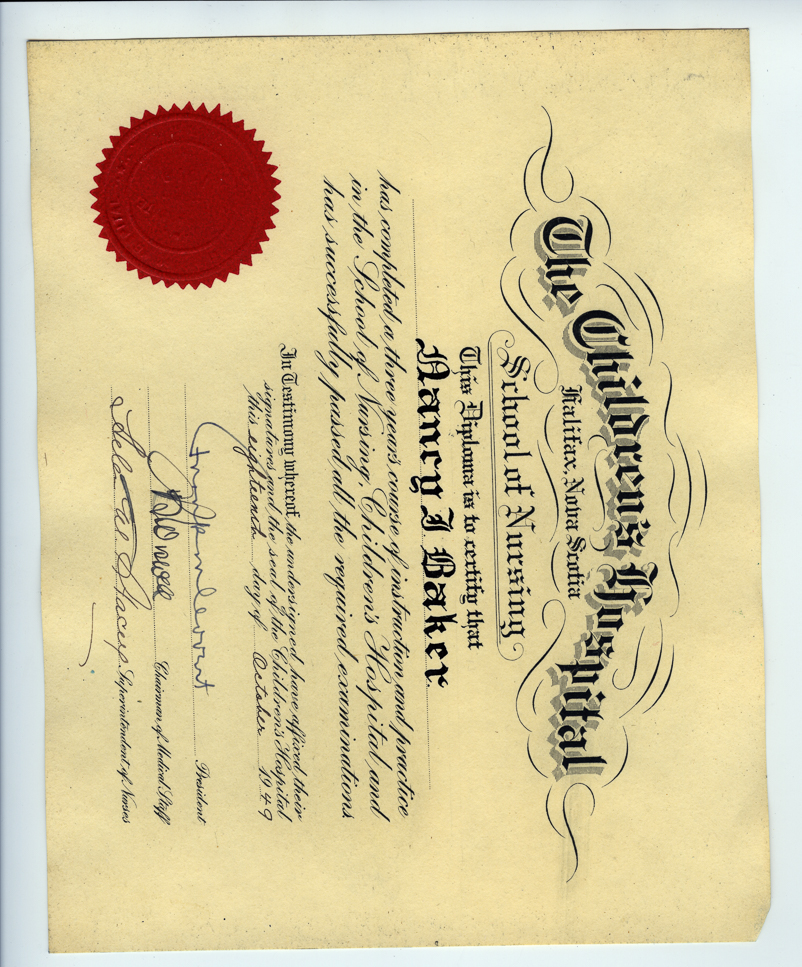 The Children's Hospital
Halifax, Nova Scotia
School of Nursing
This Diploma is to certify that
Nancy J. Baker
has completed a three years course of instruction and practice
in the School of Nursing, Children's Hospital, and
has successfully passed all the required examinations
In Testimony whereof the undersigned have affixed their
signatures and the seal of the Children's Hospital
this eighteenth day of October 1949
President
Chairman of Medical Staff
Superintendent of Nurses